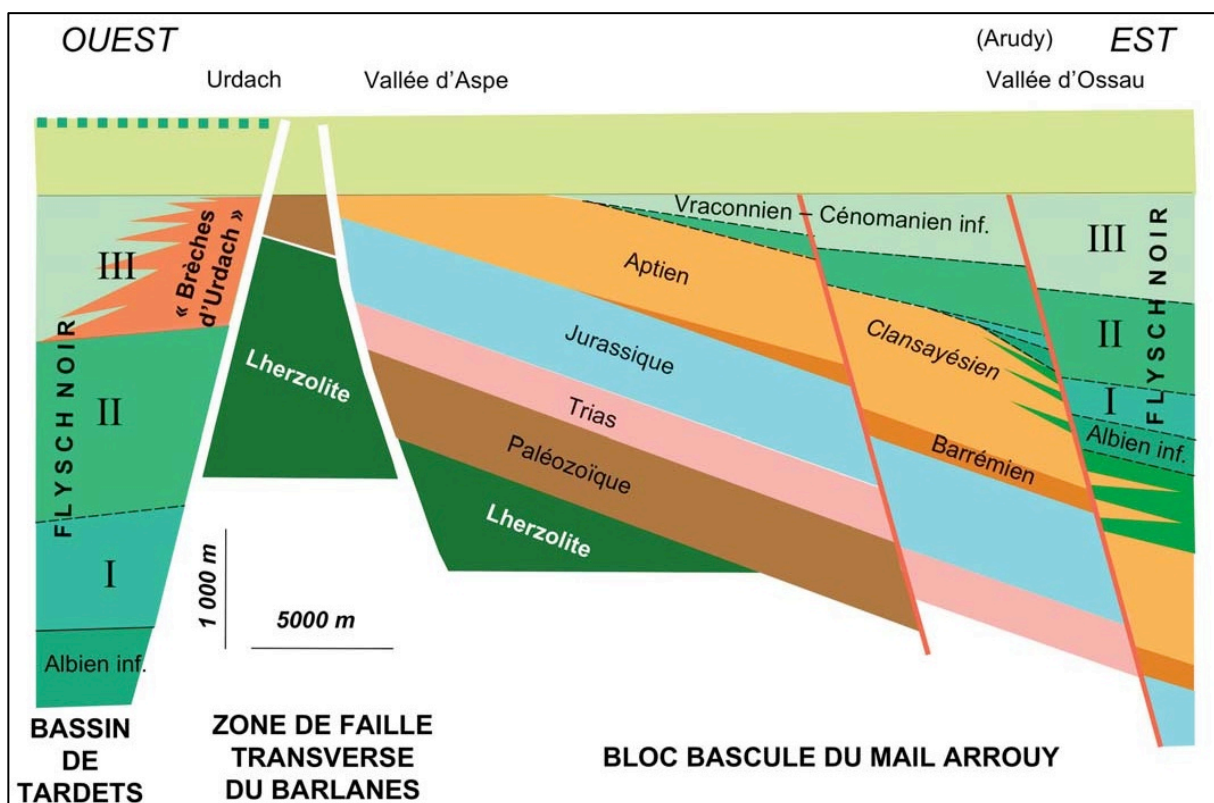 OUEST
(Arudy)
EST
Urdach
Vallée d'Aspe
Vallée d'Ossau
III
II
I
FLYSCH NOIR
Albien inf.
« Brèches
d'Urdach »
Lherzolite
Vraconnien – Cénomanien inf.
Aptien
Jurassique
Trias
Paléozoïque
Lherzolite
Clansayésien
Barrémien
III
II
I
FLYSCH NOIR
Albien inf.
1 000 m
5000 m
BASSIN
DE
TARDETS
ZONE DE FAILLE
TRANSVERSE
DU BARLANES
BLOC BASCULE DU MAIL ARROUY